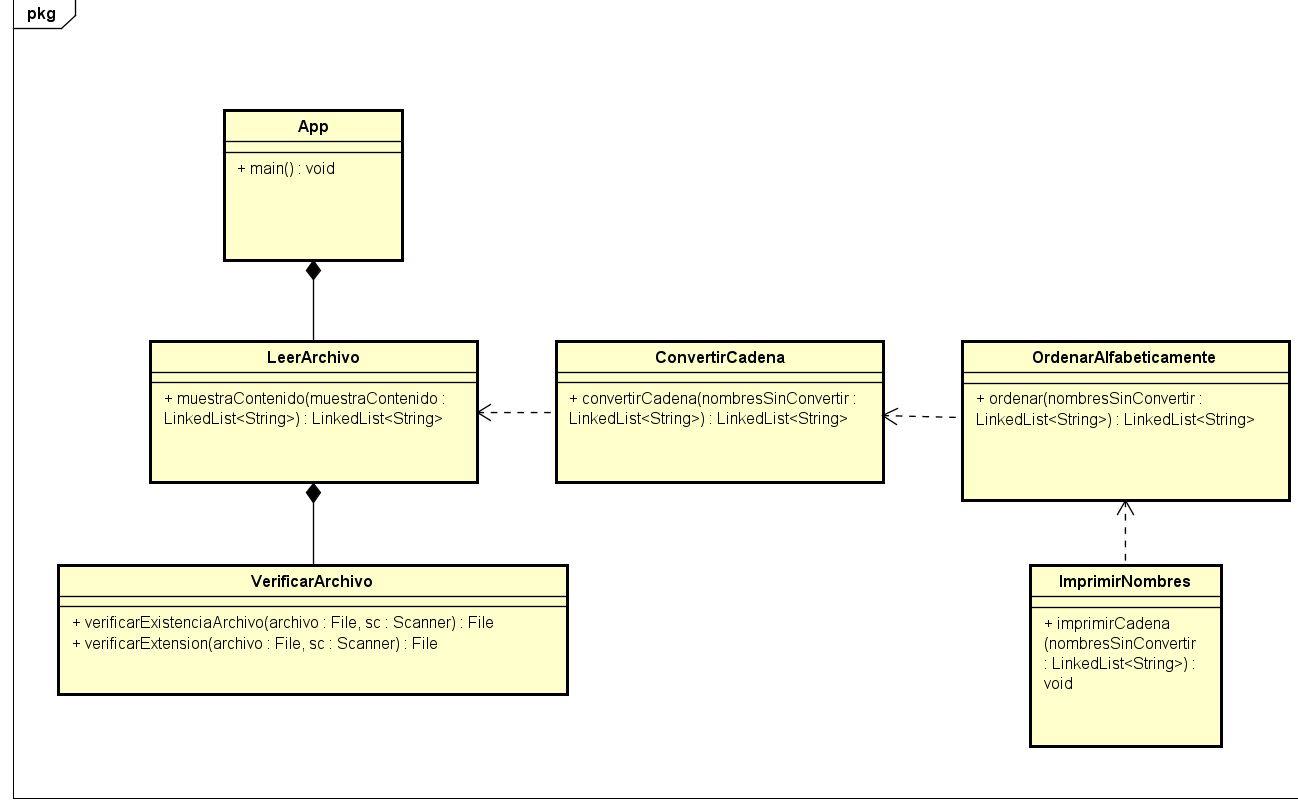 pkg
App
+ main() : void
LeerArchivo
+ muestraContenido(muestraContenido :
LinkedList<String>) : LinkedList<String>
ConvertirCadena
+ convertirCadena(nombresSinConvertir :
LinkedList<String>) : LinkedList<String>
OrdenarAlfabeticamente
+ ordenar(nombresSinConvertir :
LinkedList<String>) : LinkedList<String>
VerificarArchivo
+ verificarExistenciaArchivo(archivo : File, sc : Scanner) : File
+ verificarExtension(archivo : File, sc : Scanner) : File
ImprimirNombres
+ imprimirCadena
(nombresSinConvertir
: LinkedList<String>) :
void